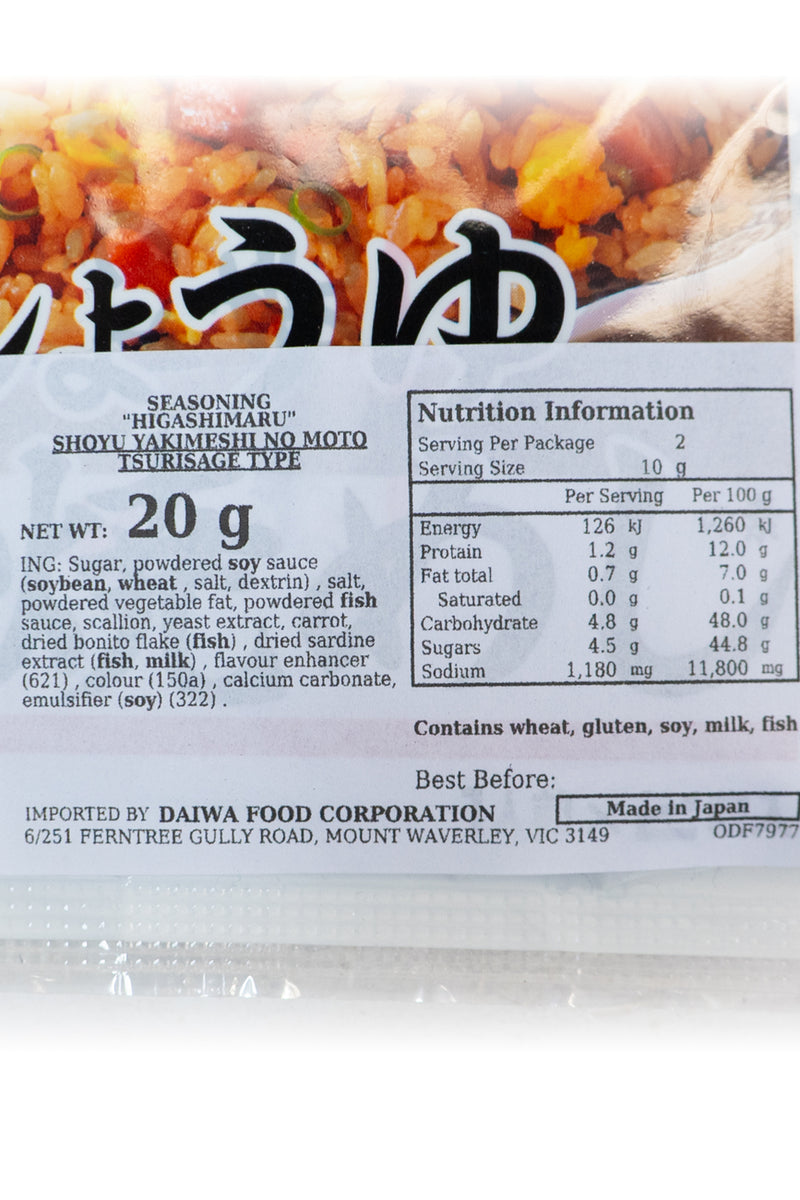 しょうゆ
SEASONING
"HIGASHIMARU"
SHOYU YAKIMESHI NO MOTO
TSURISAGE TYPE
NET WT: 20 g
ING: Sugar, powdered soy sauce
(soybean, wheat , salt, dextrin) , salt,
powdered vegetable fat, powdered fish
sauce, scallion, yeast extract, carrot,
dried bonito flake (fish) , dried sardine
extract (fish, milk) , flavour enhancer
(621) , colour (150a) , calcium carbonate,
emulsifier (soy) (322) .
Nutrition Information
Serving Per Package 2
Serving Size 10 g
Per Serving Per 100 g
Energy 126 kJ 1,260 kJ
Protein 1.2 g 12.0 g
Fat total 0.7 g 7.0 g
Saturated 0.0 g 0.1 g
Carbohydrate 4.8 g 48.0 g
Sugars 4.5 g 44.8 g
Sodium 1,180 mg 11,800 mg
Contains wheat, gluten, soy, milk, fish
Best Before:
Made in Japan
IMPORTED BY DAIWA FOOD CORPORATION
6/251 FERNTREE GULLY ROAD, MOUNT WAVERLEY, VIC 3149
ODF7977